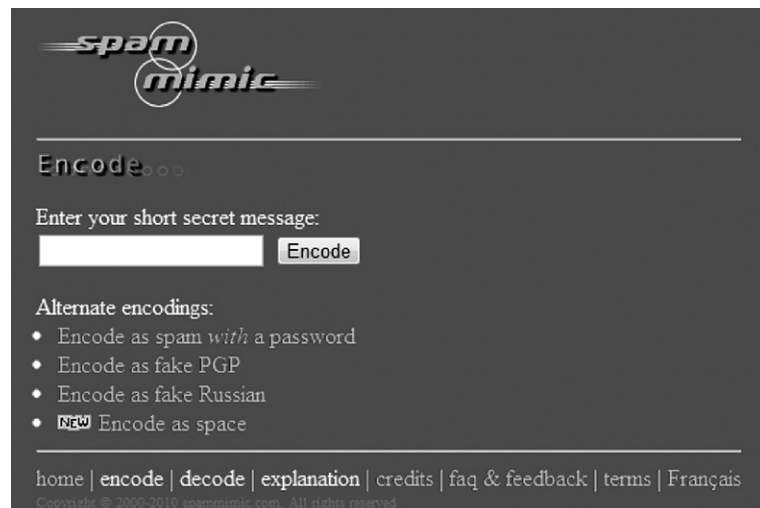 spam
mimic
Encode...
Enter your short secret message:
Encode
Alternate encodings:
• Encode as spam with a password
• Encode as fake PGP
• Encode as fake Russian
• NEW Encode as space
home | encode | decode | explanation | credits | faq & feedback | terms | Français
Copyright © 2000-2010 spammimic.com. All rights reserved